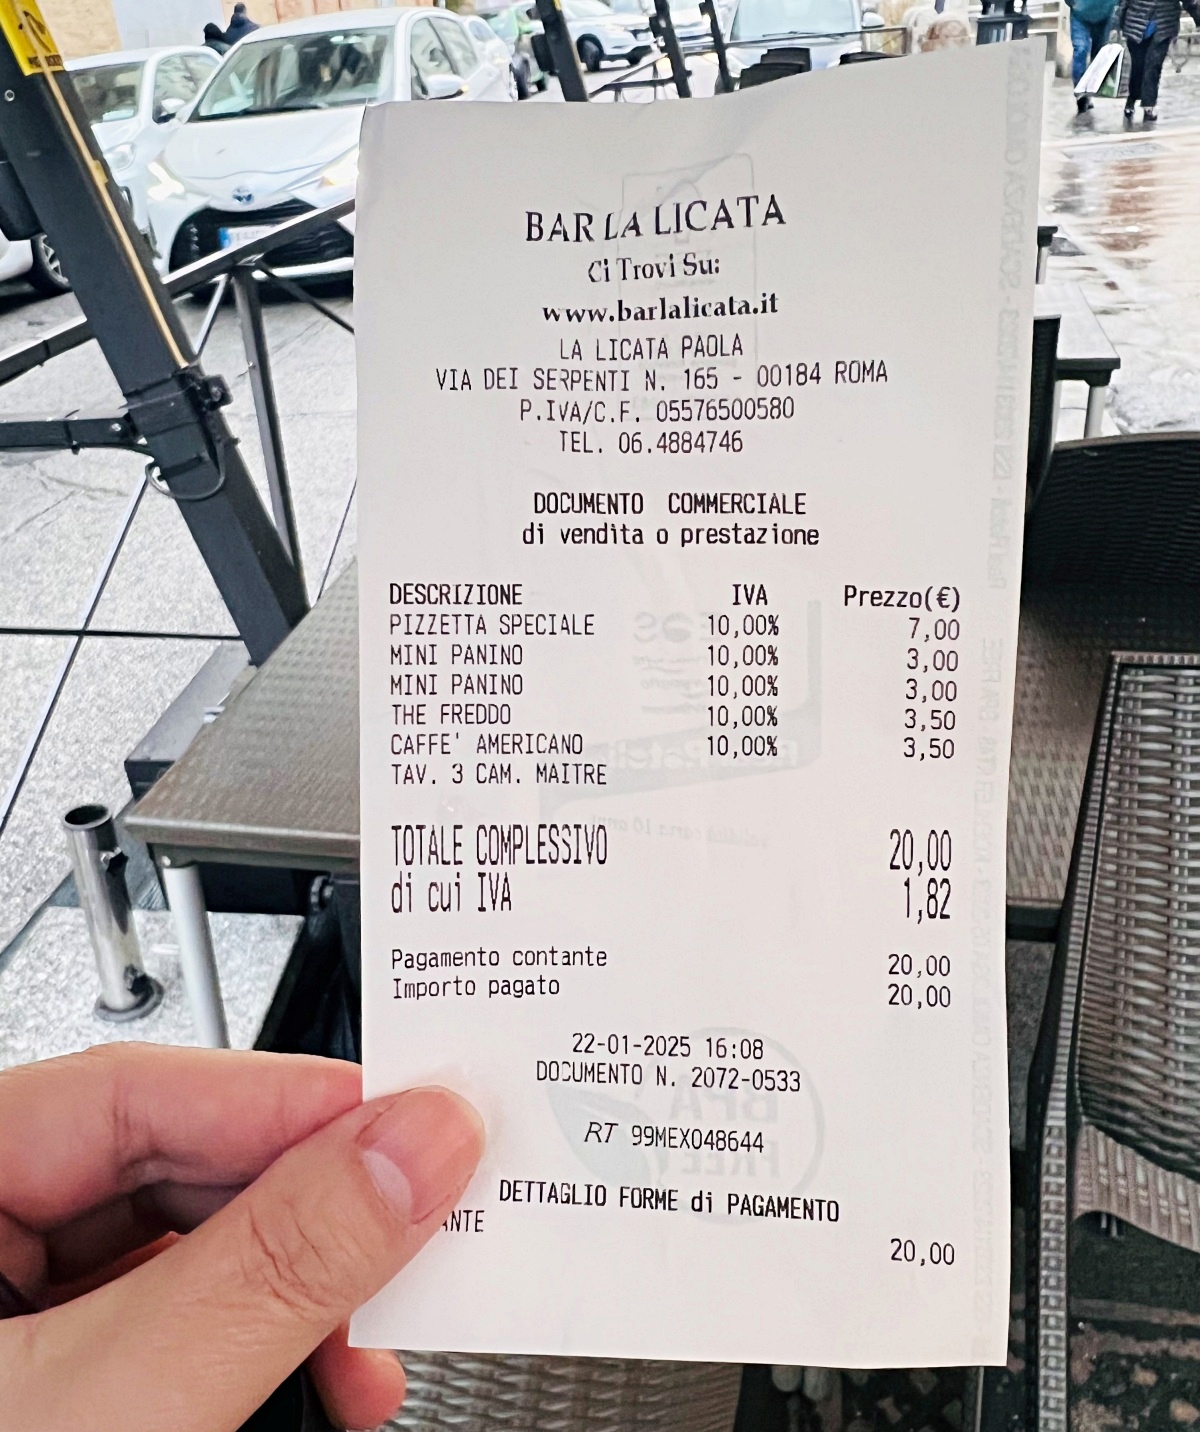 BAR LA LICATA
Ci Trovi Su:
www.barlalicata.it
LA LICATA PAOLA
VIA DEI SERPENTI N. 165 - 00184 ROMA
P.IVA/C.F. 05576500580
TEL. 06.4884746
DOCUMENTO COMMERCIALE
di vendita o prestazione
DESCRIZIONE IVA Prezzo(€)
PIZZETTA SPECIALE 10,00% 7,00
MINI PANINO 10,00% 3,00
MINI PANINO 10,00% 3,00
THE FREDDO 10,00% 3,50
CAFFE' AMERICANO 10,00% 3,50
TAV. 3 CAM. MAITRE
TOTALE COMPLESSIVO 20,00
di cui IVA 1,82
Pagamento contante 20,00
Importo pagato 20,00
22-01-2025 16:08
DOCUMENTO N. 2072-0533
RT 99MEX048644
DETTAGLIO FORME di PAGAMENTO
ANTE
20,00